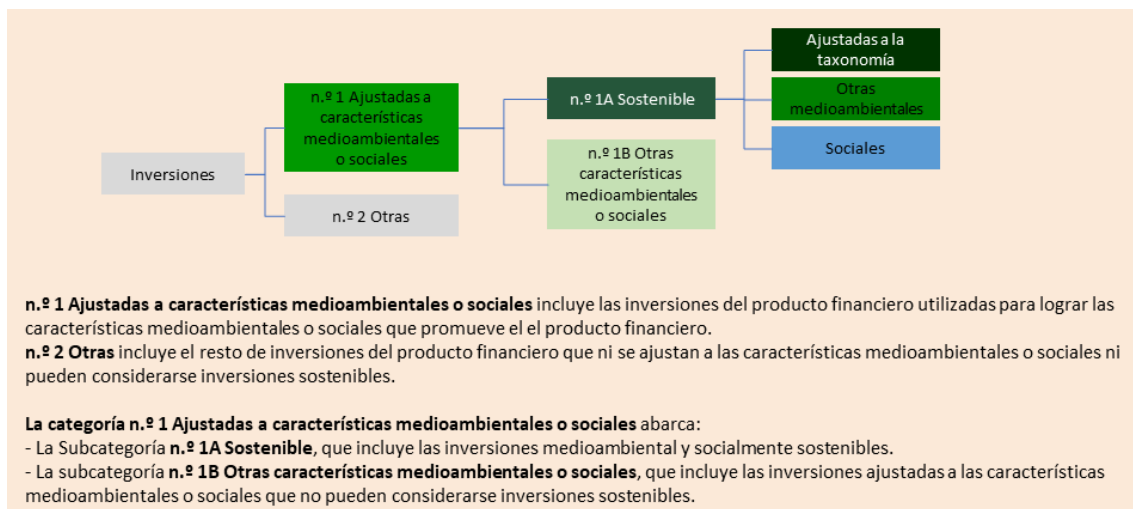 Ajustadas a la
taxonomía
n.º 1 Ajustadas a
características
medioambientales
o sociales
n.º 1A Sostenible
Otras
medioambientales
Sociales
n.º 1B Otras
características
medioambientales
o sociales
Inversiones
n.º 2 Otras
n.º 1 Ajustadas a características medioambientales o sociales incluye las inversiones del producto financiero utilizadas para lograr las
características medioambientales o sociales que promueve el el producto financiero.
n.º 2 Otras incluye el resto de inversiones del producto financiero que ni se ajustan a las características medioambientales o sociales ni
pueden considerarse inversiones sostenibles.
La categoría n.º 1 Ajustadas a características medioambientales o sociales abarca:
- La Subcategoría n.º 1A Sostenible, que incluye las inversiones medioambiental y socialmente sostenibles.
- La subcategoría n.º 1B Otras características medioambientales o sociales, que incluye las inversiones ajustadas a las características
medioambientales o sociales que no pueden considerarse inversiones sostenibles.